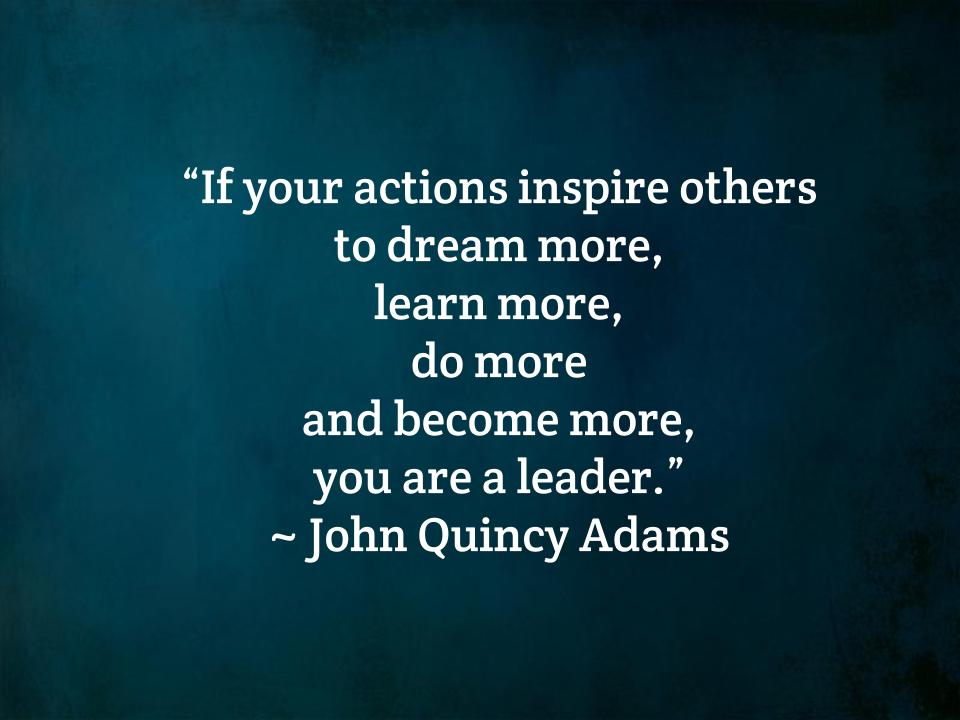 “If your actions inspire others
to dream more,
learn more,
do more
and become more,
you are a leader.”
~ John Quincy Adams